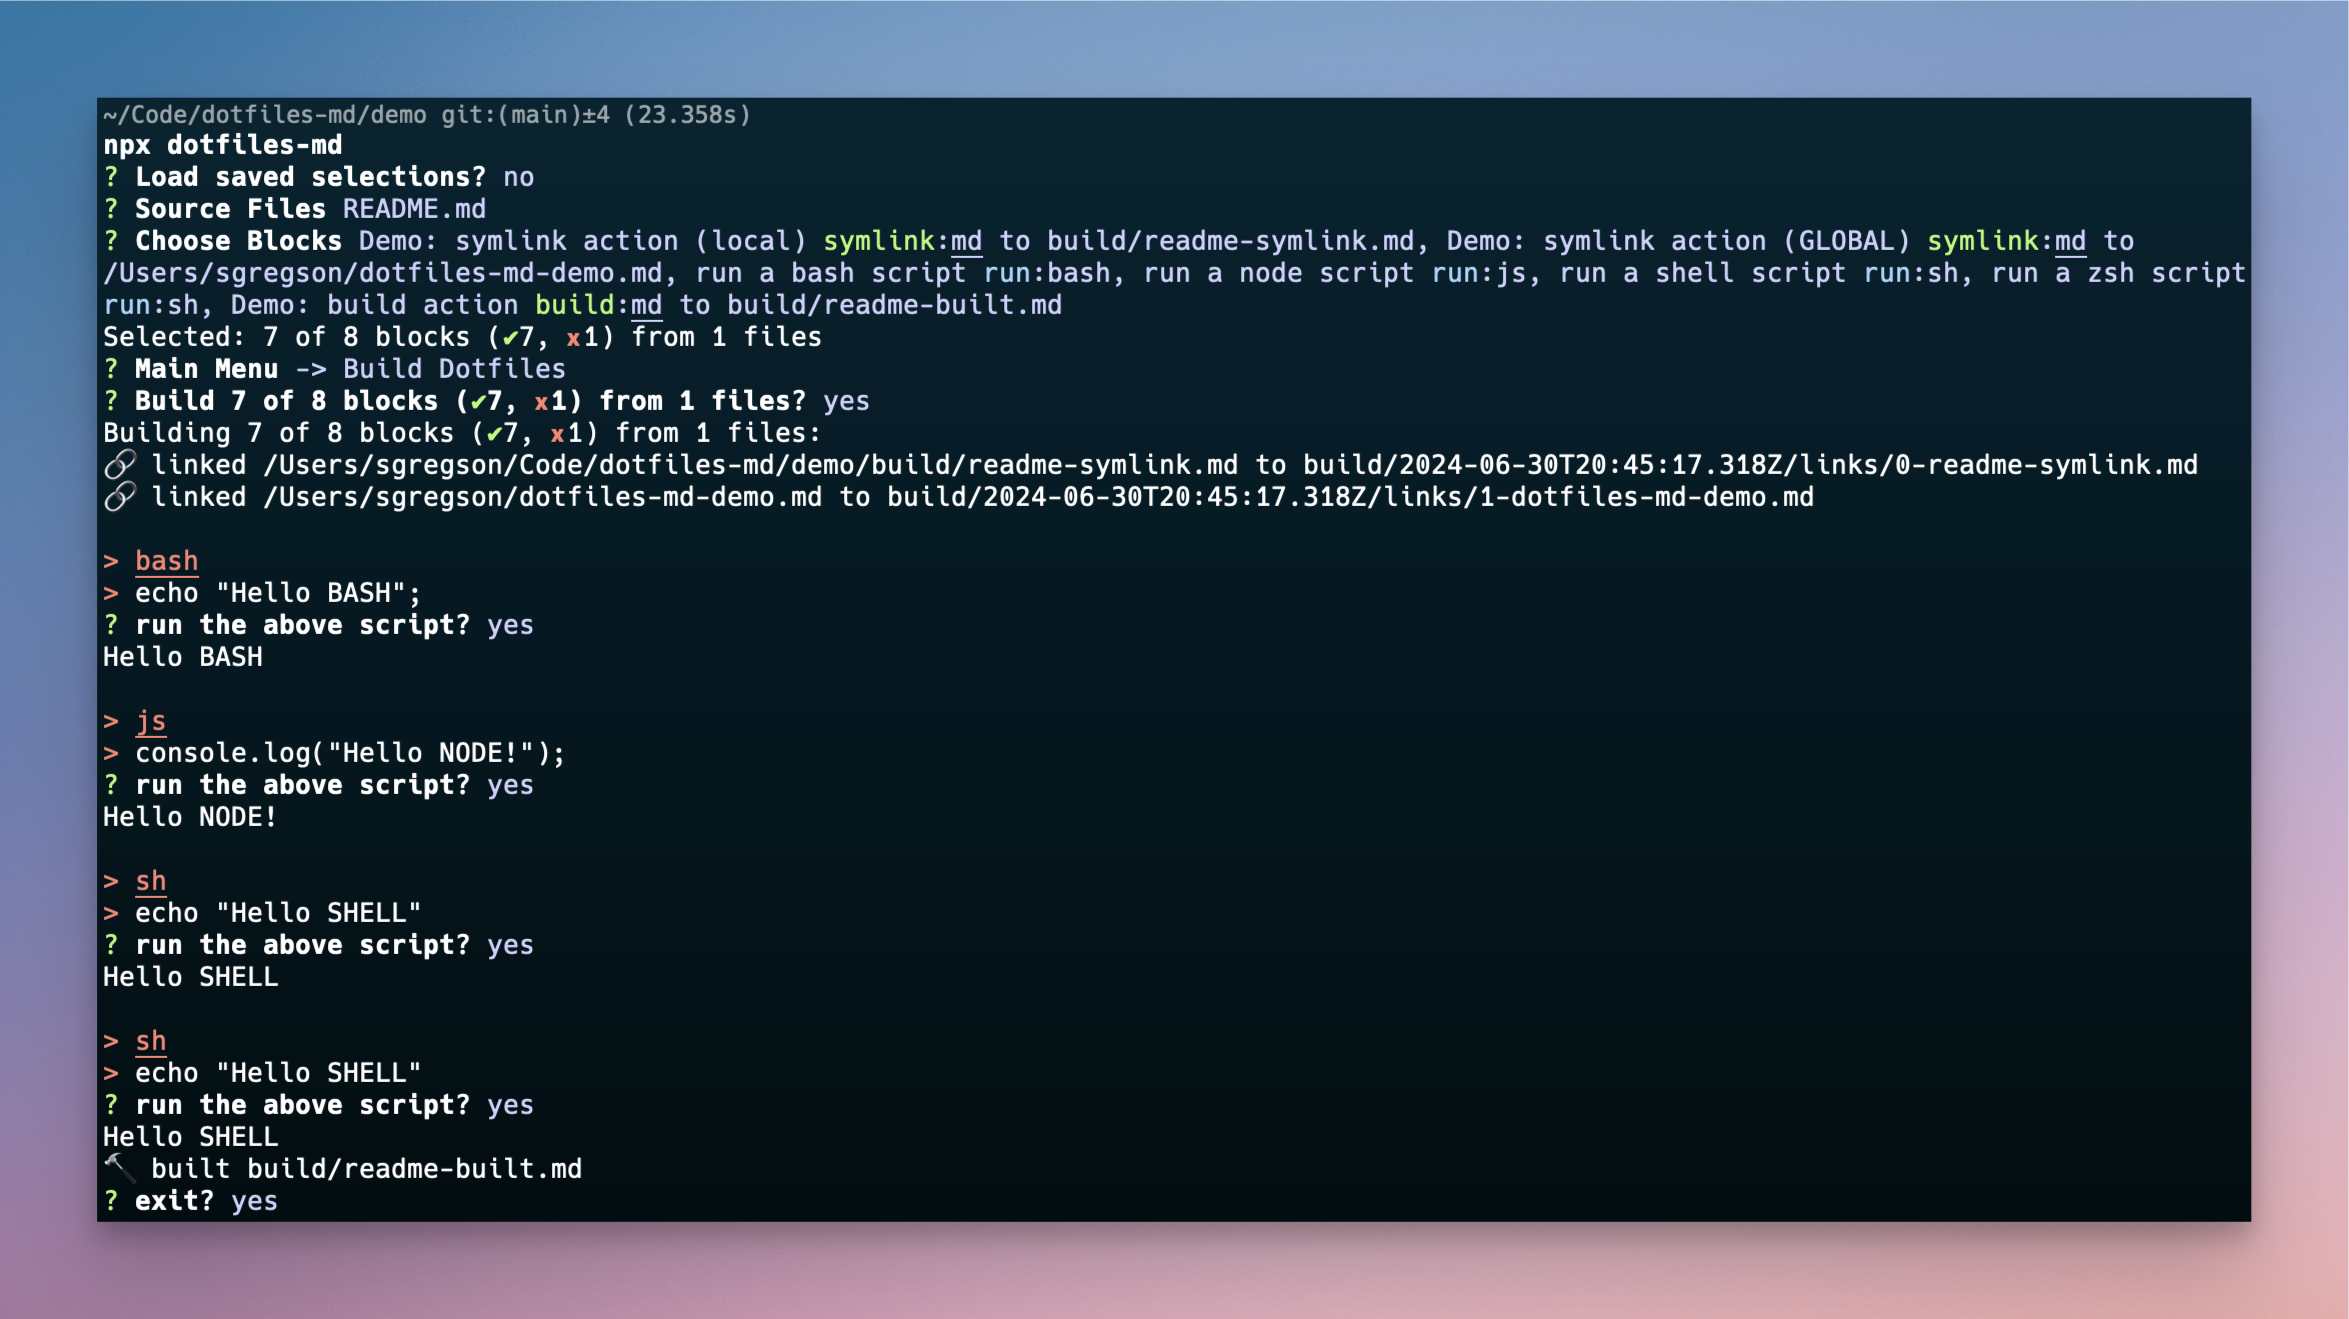 ~/Code/dotfiles-md/demo git:(main)±4 (23.358s)
npx dotfiles-md
? Load saved selections? no
? Source Files README.md
? Choose Blocks Demo: symlink action (local) symlink:md to build/readme-symlink.md, Demo: symlink action (GLOBAL) symlink:md to
/Users/sgregson/dotfiles-md-demo.md, run a bash script run:bash, run a node script run:js, run a shell script run:sh, run a zsh script
run:sh, Demo: build action build:md to build/readme-built.md
Selected: 7 of 8 blocks (✔7, x1) from 1 files
? Main Menu -> Build Dotfiles
? Build 7 of 8 blocks (✔7, x1) from 1 files? yes
Building 7 of 8 blocks (✔7, x1) from 1 files:
🔗 linked /Users/sgregson/Code/dotfiles-md/demo/build/readme-symlink.md to build/2024-06-30T20:45:17.318Z/links/0-readme-symlink.md
🔗 linked /Users/sgregson/dotfiles-md-demo.md to build/2024-06-30T20:45:17.318Z/links/1-dotfiles-md-demo.md
> bash
> echo "Hello BASH";
? run the above script? yes
Hello BASH
> js
> console.log("Hello NODE!");
? run the above script? yes
Hello NODE!
> sh
> echo "Hello SHELL"
? run the above script? yes
Hello SHELL
> sh
> echo "Hello SHELL"
? run the above script? yes
Hello SHELL
🔨 built build/readme-built.md
? exit? yes